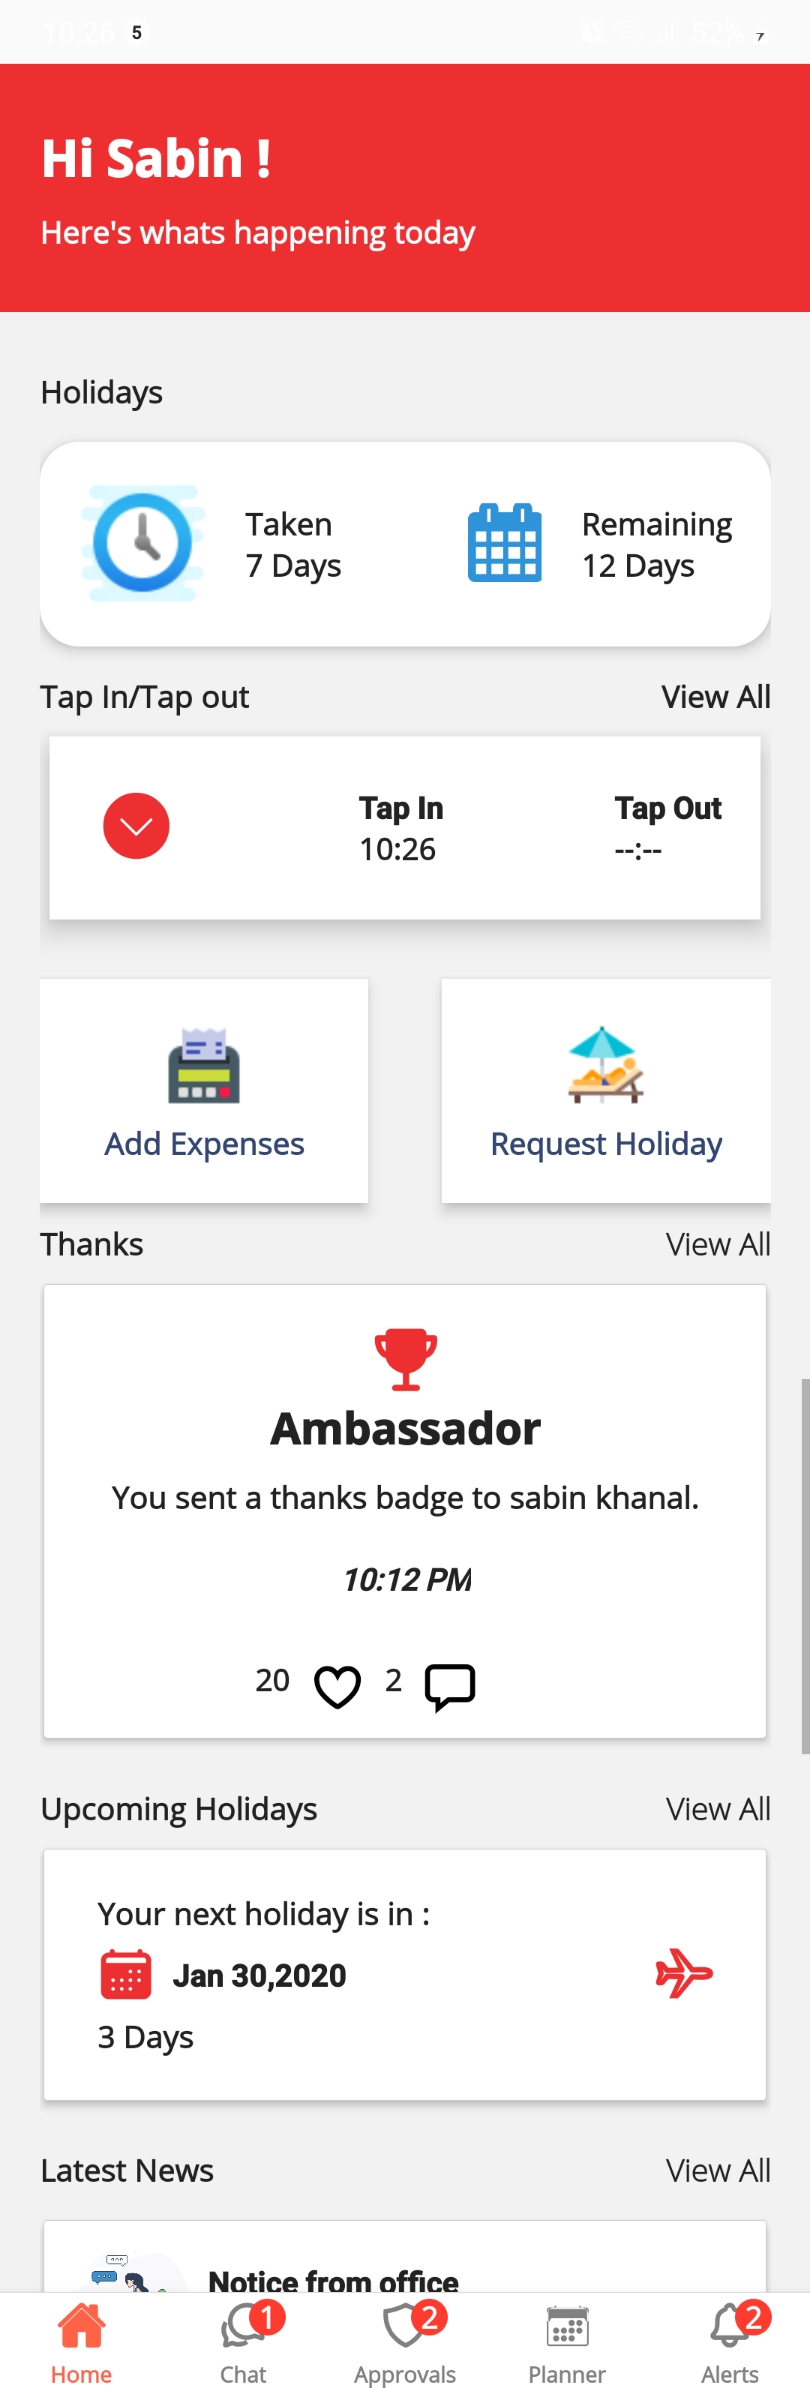 10:26 5 52%
Hi Sabin !
Here's whats happening today
Holidays
Taken
7 Days
Remaining
12 Days
Tap In/Tap out View All
Tap In
10:26
Tap Out
--:--
Add Expenses
Request Holiday
Thanks View All
Ambassador
You sent a thanks badge to sabin khanal.
10:12 PM
20 2
Upcoming Holidays View All
Your next holiday is in :
Jan 30,2020
3 Days
Latest News View All
Notice from office
1 2 2
Home Chat Approvals Planner Alerts